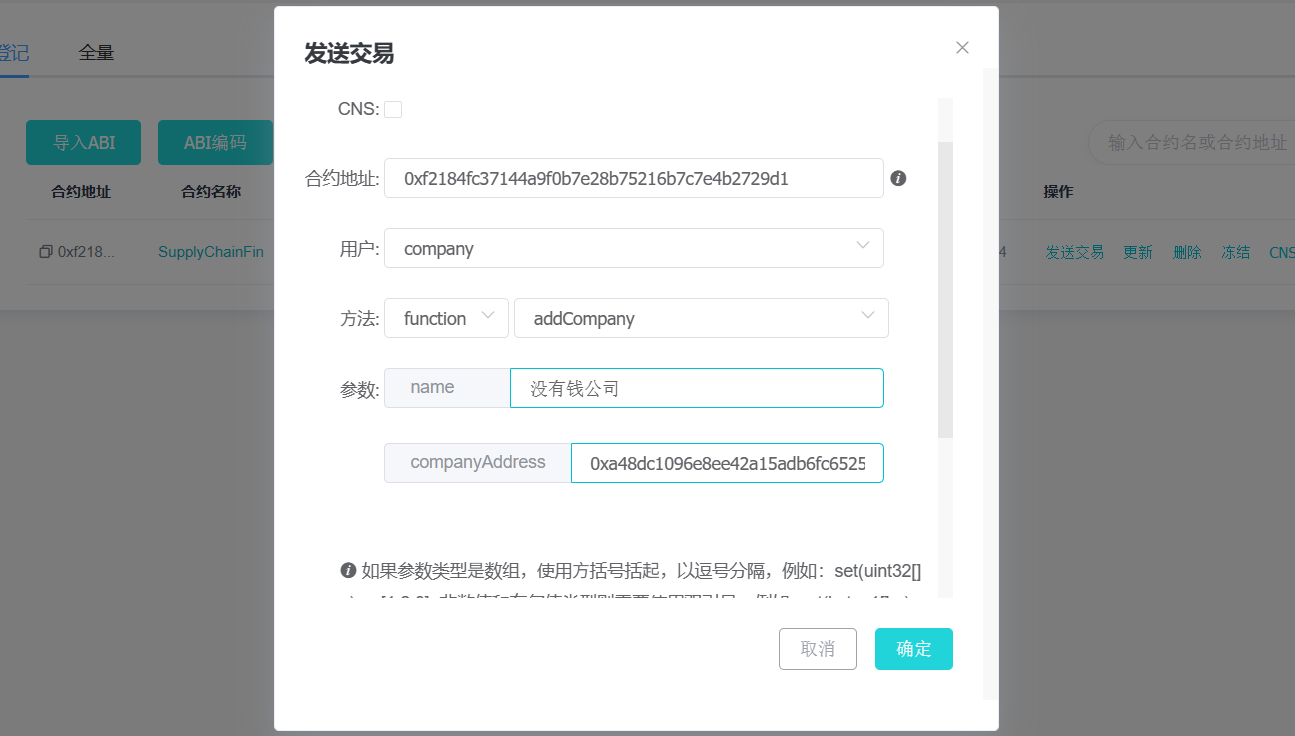 发送交易
登记 全量
CNS:
导入ABI ABI编码
输入合约名或合约地址
合约地址 合约名称 操作
合约地址: 0xf2184fc37144a9f0b7e28b75216b7c7e4b2729d1
0xf218... SupplyChainFin
用户: company
4 发送交易 更新 删除 冻结 CNS
方法: function addCompany
参数: name 没有钱公司
companyAddress 0xa48dc1096e8ee42a15adb6fc6525
如果参数类型是数组，使用方括号括起，以逗号分隔，例如：set(uint32[]
取消 确定